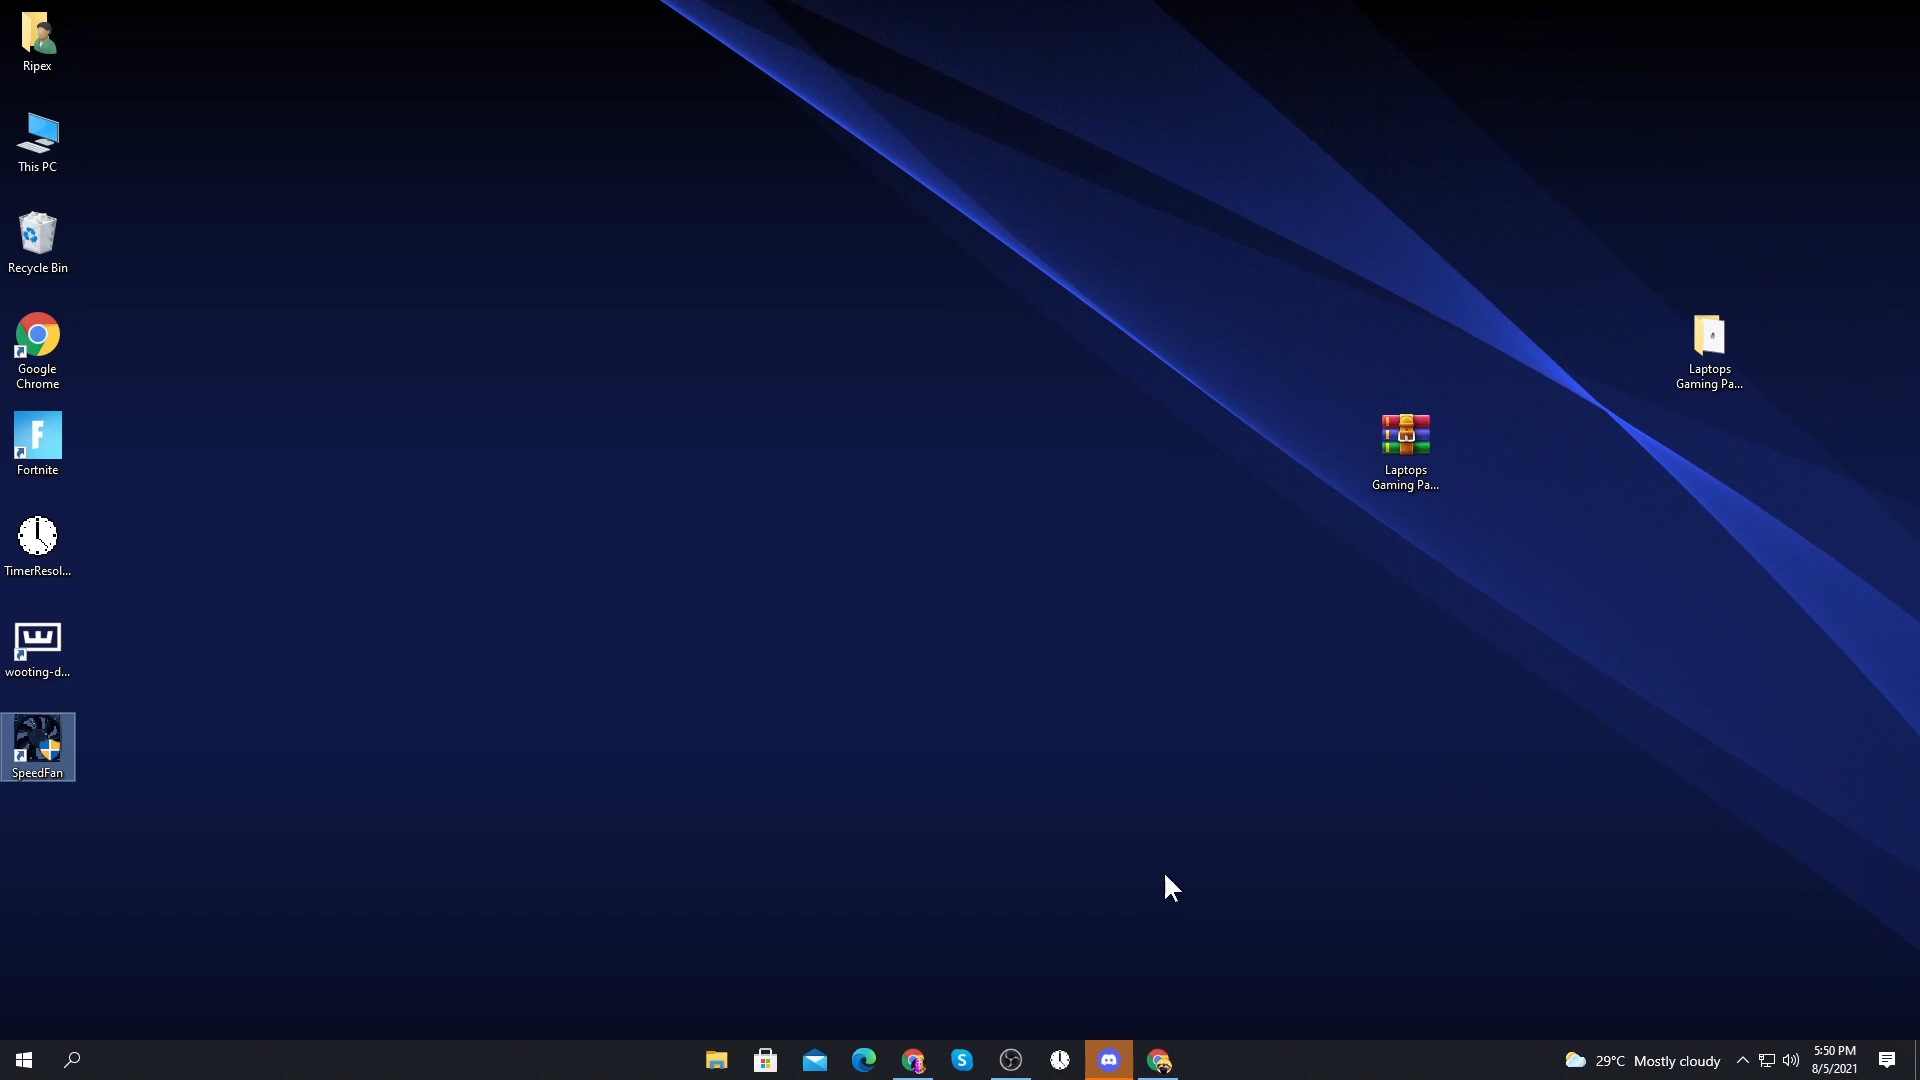 Ripex
This PC
Recycle Bin
Google
Chrome
Fortnite
TimerResol...
wooting-d...
SpeedFan
Laptops
Gaming Pa...
Laptops
Gaming Pa...
29°C Mostly cloudy
5:50 PM
8/5/2021